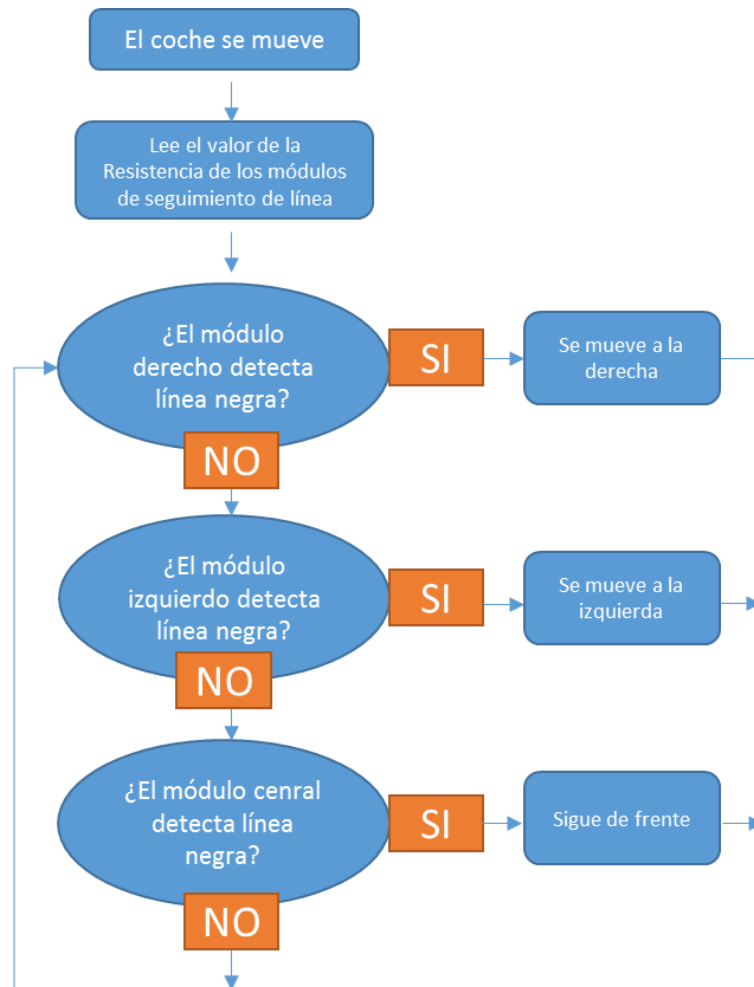 El coche se mueve
Lee el valor de la
Resistencia de los módulos
de seguimiento de línea
¿El módulo
derecho detecta
línea negra?
SI
Se mueve a la
derecha
NO
¿El módulo
izquierdo detecta
línea negra?
SI
Se mueve a la
izquierda
NO
¿El módulo cenral
detecta línea
negra?
SI
Sigue de frente
NO